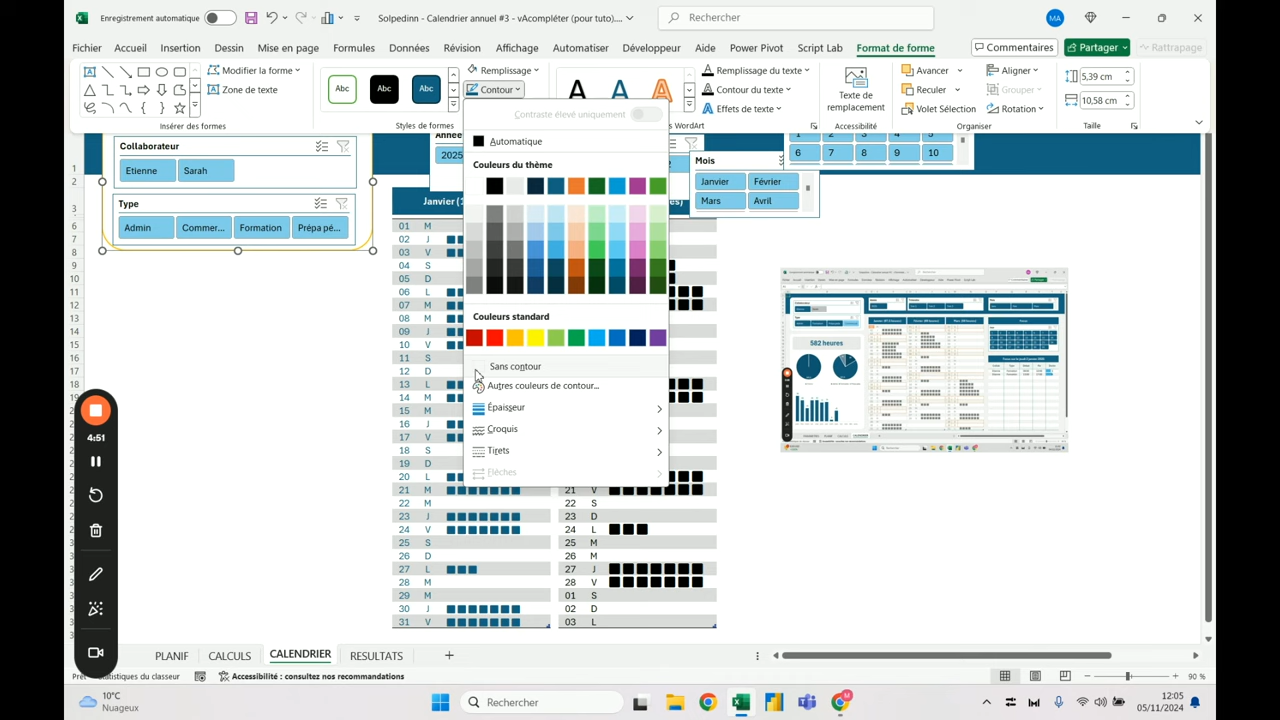 Enregistrement automatique
Solpedinn - Calendrier annuel #3 - vAcompléter (pour tuto)....
Rechercher
MA
Fichier Accueil Insertion Dessin Mise en page Formules Données Révision Affichage Automatiser Développeur Aide Power Pivot Script Lab Format de forme
Commentaires
Partager
Rattrapage
Modifier la forme
Zone de texte
Insérer des formes
Abc Abc Abc
Remplissage
Contour
Styles de formes
A A A
Remplissage du texte
Contour du texte
Effets de texte
WordArt
Texte de
remplacement
Accessibilité
Avancer
Reculer
Volet Sélection
Aligner
Grouper
Rotation
Organiser
5,39 cm
10,58 cm
Taille
Contraste élevé uniquement
Automatique
Couleurs du thème
Couleurs standard
Sans contour
Autres couleurs de contour...
Épaisseur
Croquis
Tirets
Flèches
Collaborateur
Etienne Sarah
Type
Admin Commer... Formation Prépa pé...
Année
2025
Mois
Janvier Février
Mars Avril
6 7 8 9 10
Janvier (1
01 M
02 J
03 V
04 S
05 D
06 L
07 M
08 M
09 J
10 V
11 S
12 D
13 L
14 M
15 M
16 J
17 V
18 S
19 D
20 L
21 M
22 M
23 J
24 V
25 S
26 D
27 L
28 M
29 M
30 J
31 V
21 V
22 S
23 D
24 L
25 M
26 M
27 J
28 V
01 S
02 D
03 L
582 heures
4:51
PLANIF CALCULS CALENDRIER RESULTATS
Statistiques du classeur
Accessibilité : consultez nos recommandations
90 %
10°C
Nuageux
Rechercher
12:05
05/11/2024